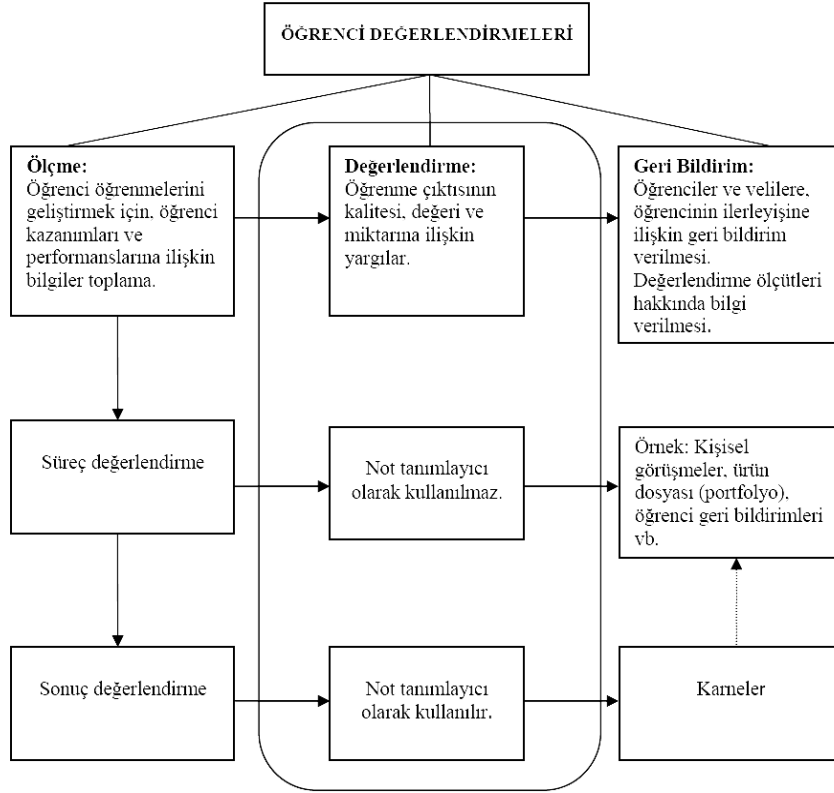 ÖĞRENCİ DEĞERLENDİRMELERİ
Ölçme:
Öğrenci öğrenmelerini
geliştirmek için, öğrenci
kazanımları ve
performanslarına ilişkin
bilgiler toplama.
Değerlendirme:
Öğrenme çıktısının
kalitesi, değeri ve
miktarına ilişkin
yargılar.
Geri Bildirim:
Öğrenciler ve velilere,
öğrencinin ilerleyişine
ilişkin geri bildirim
verilmesi.
Değerlendirme ölçütleri
hakkında bilgi
verilmesi.
Süreç değerlendirme
Not tanımlayıcı
olarak kullanılmaz.
Örnek: Kişisel
görüşmeler, ürün
dosyası (portfolyo),
öğrenci geri bildirimleri
vb.
Sonuç değerlendirme
Not tanımlayıcı
olarak kullanılır.
Karneler